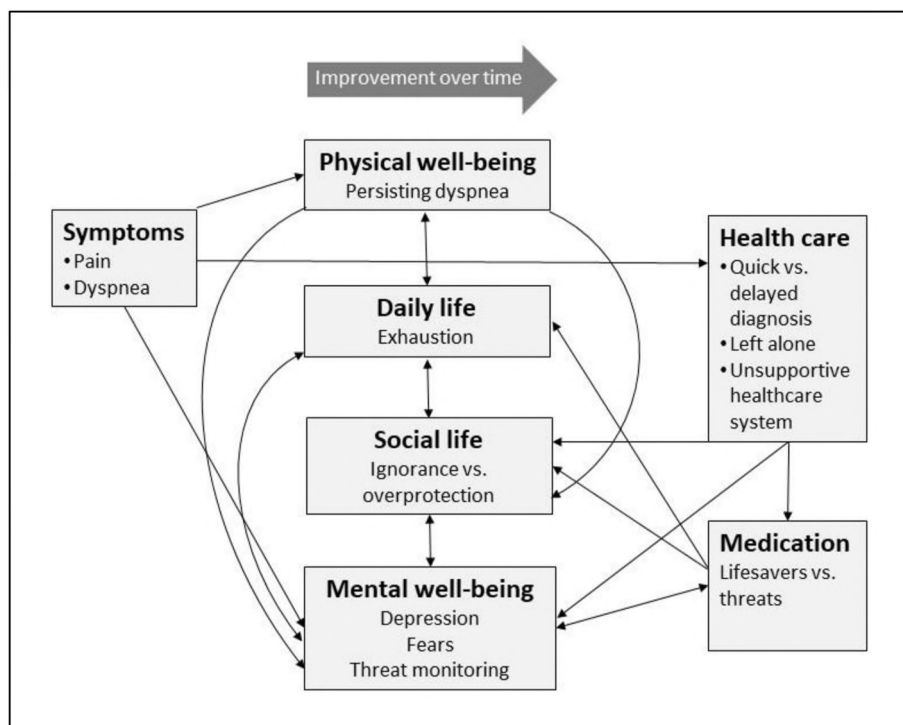 Improvement over time
Physical well-being
Persisting dyspnea
Symptoms
•Pain
•Dyspnea
Health care
•Quick vs.
delayed
diagnosis
•Left alone
•Unsupportive
healthcare
system
Daily life
Exhaustion
Social life
Ignorance vs.
overprotection
Medication
Lifesavers vs.
threats
Mental well-being
Depression
Fears
Threat monitoring